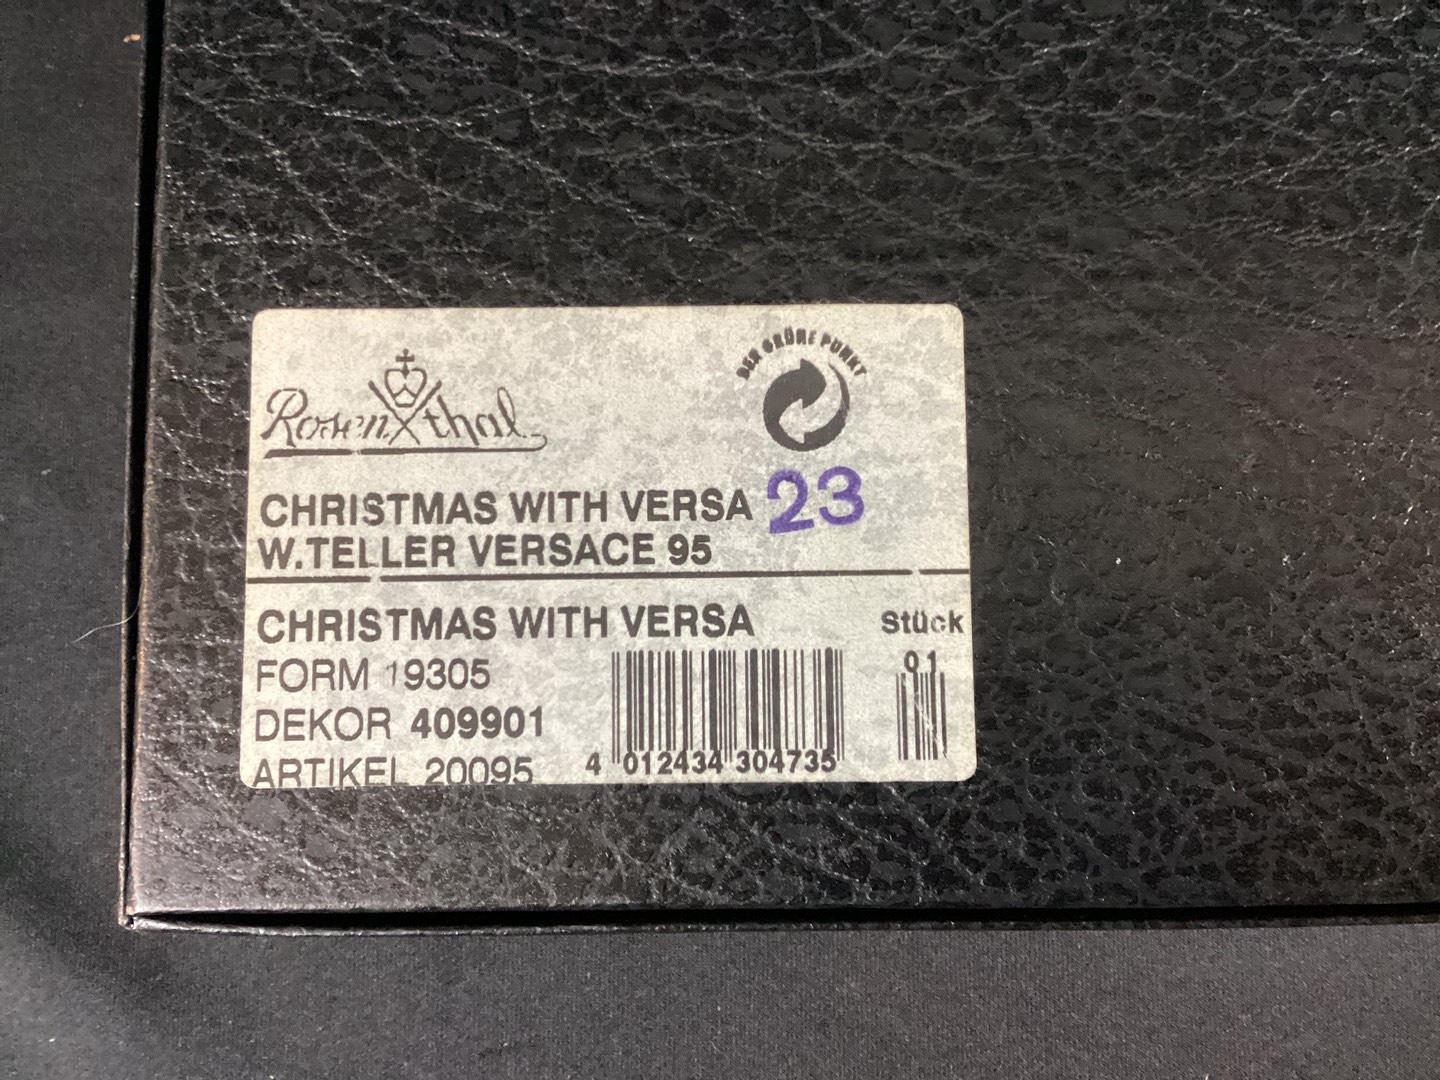 Rosenthal
DER GRÜNE PUNKT
23
CHRISTMAS WITH VERSA
W.TELLER VERSACE 95
CHRISTMAS WITH VERSA
Stück
FORM 19305
01
DEKOR 409901
ARTIKEL 20095
4 012434 304735